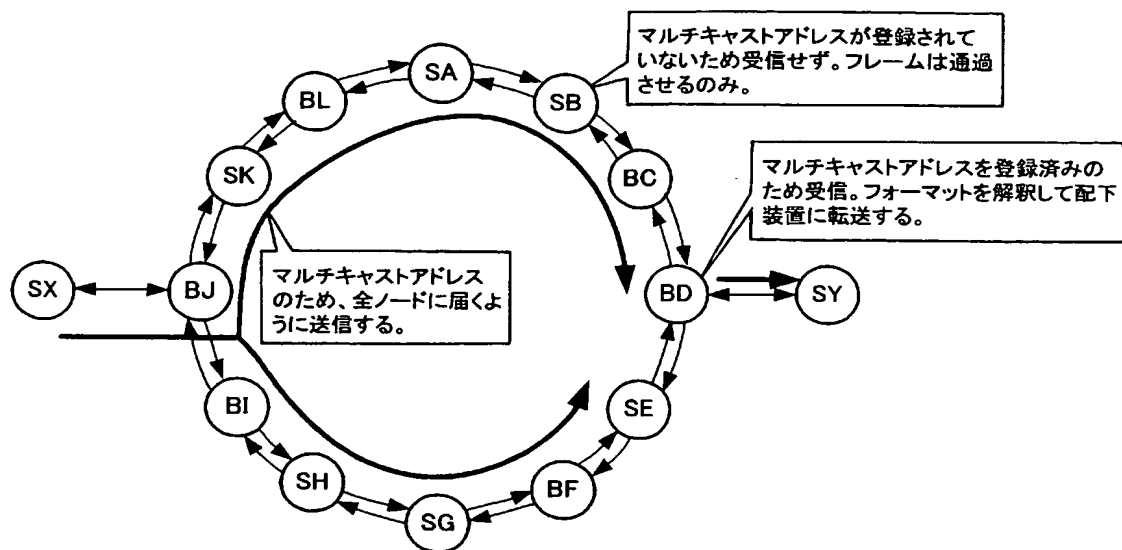 マルチキャストアドレスが登録されて
いないため受信せず。フレームは通過
させるのみ。
SA
SB
BL
BC
SK
マルチキャストアドレスを登録済みの
ため受信。フォーマットを解釈して配下
装置に転送する。
マルチキャストアドレス
のため、全ノードに届くよ
うに送信する。
SX
BJ
BD
SY
BI
SE
SH
BF
SG